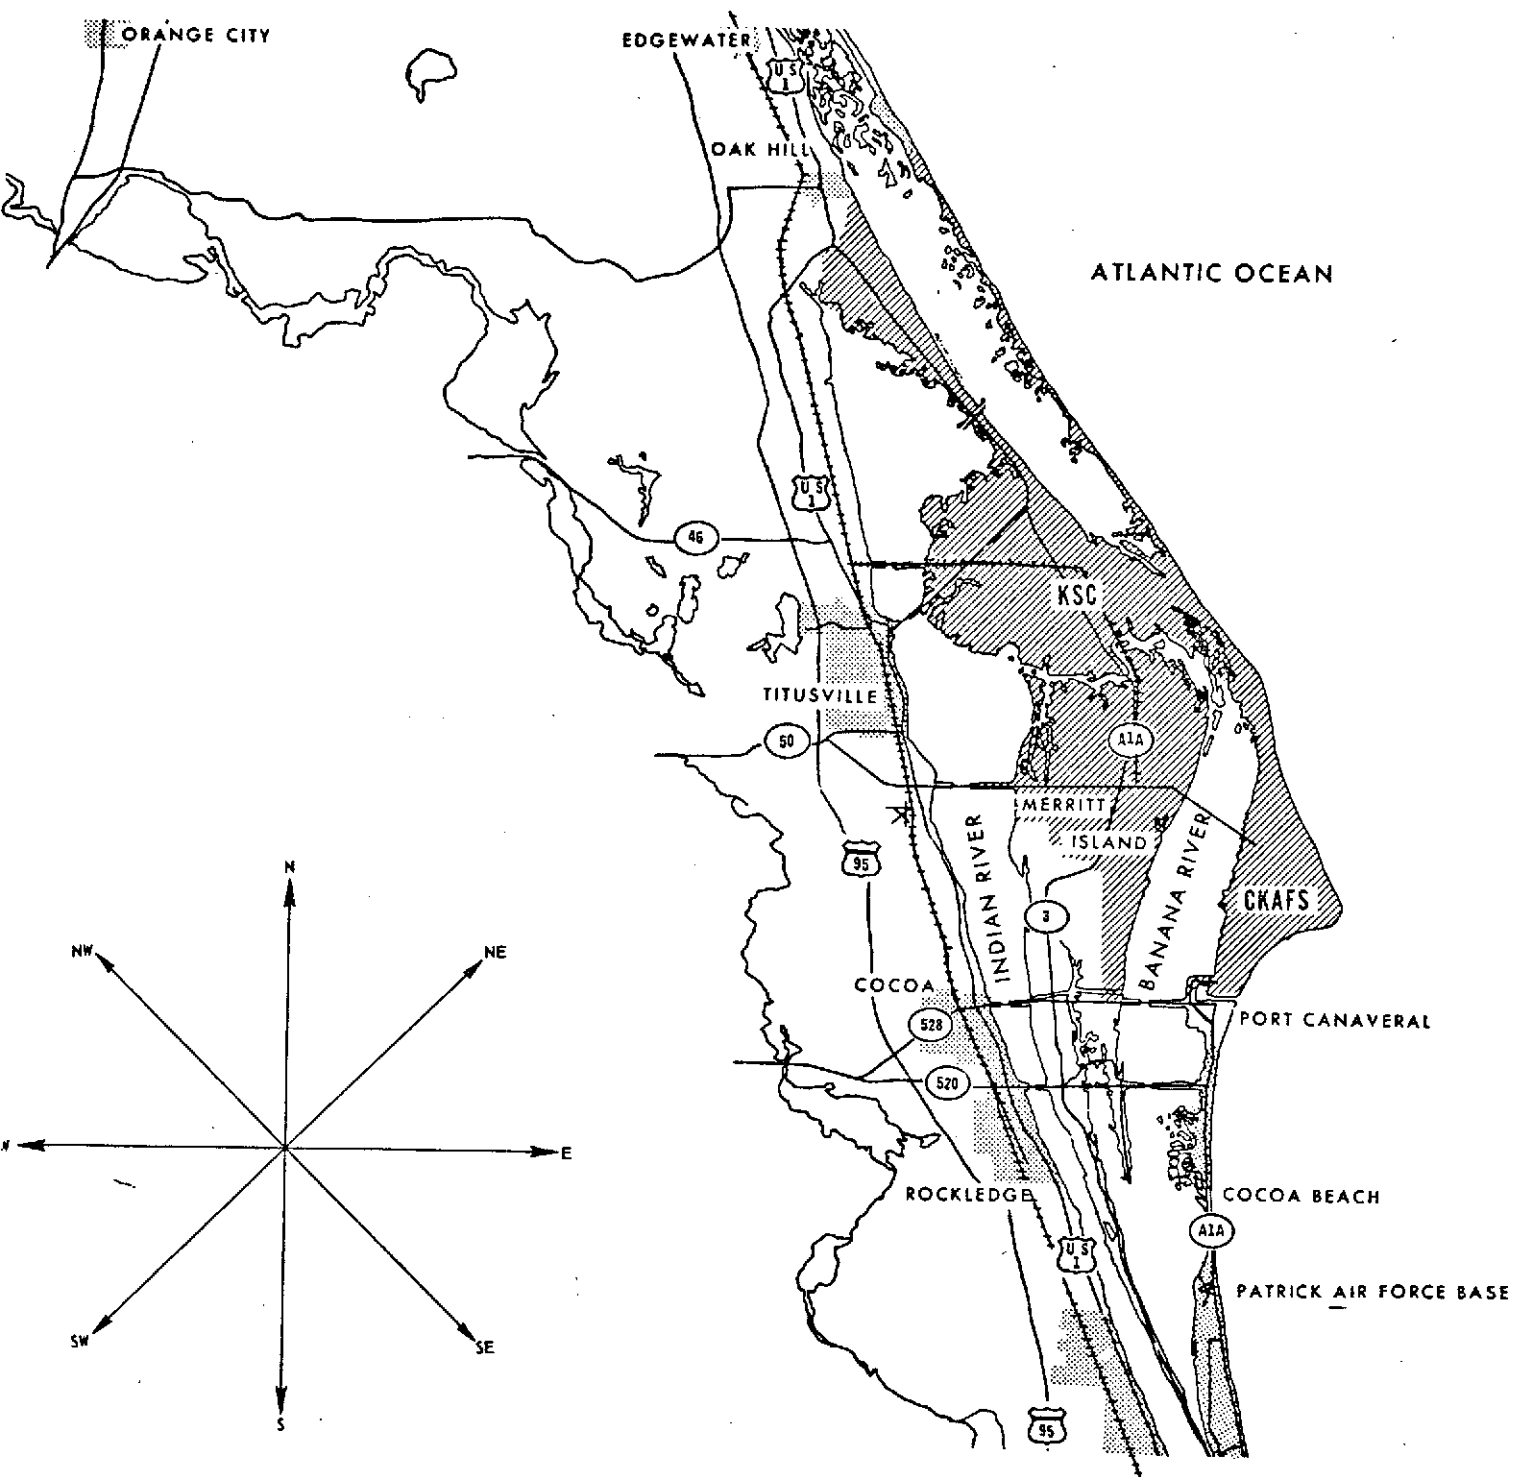 ORANGE CITY
EDGEWATER
US
1
OAK HILL
ATLANTIC OCEAN
US
1
46
KSC
TITUSVILLE
50
A1A
MERRITT
ISLAND
INDIAN RIVER
BANANA RIVER
95
CKAFS
3
COCOA
528
PORT CANAVERAL
520
ROCKLEDGE
COCOA BEACH
A1A
US
1
PATRICK AIR FORCE BASE
95
N
NW
NE
W
E
SW
SE
S